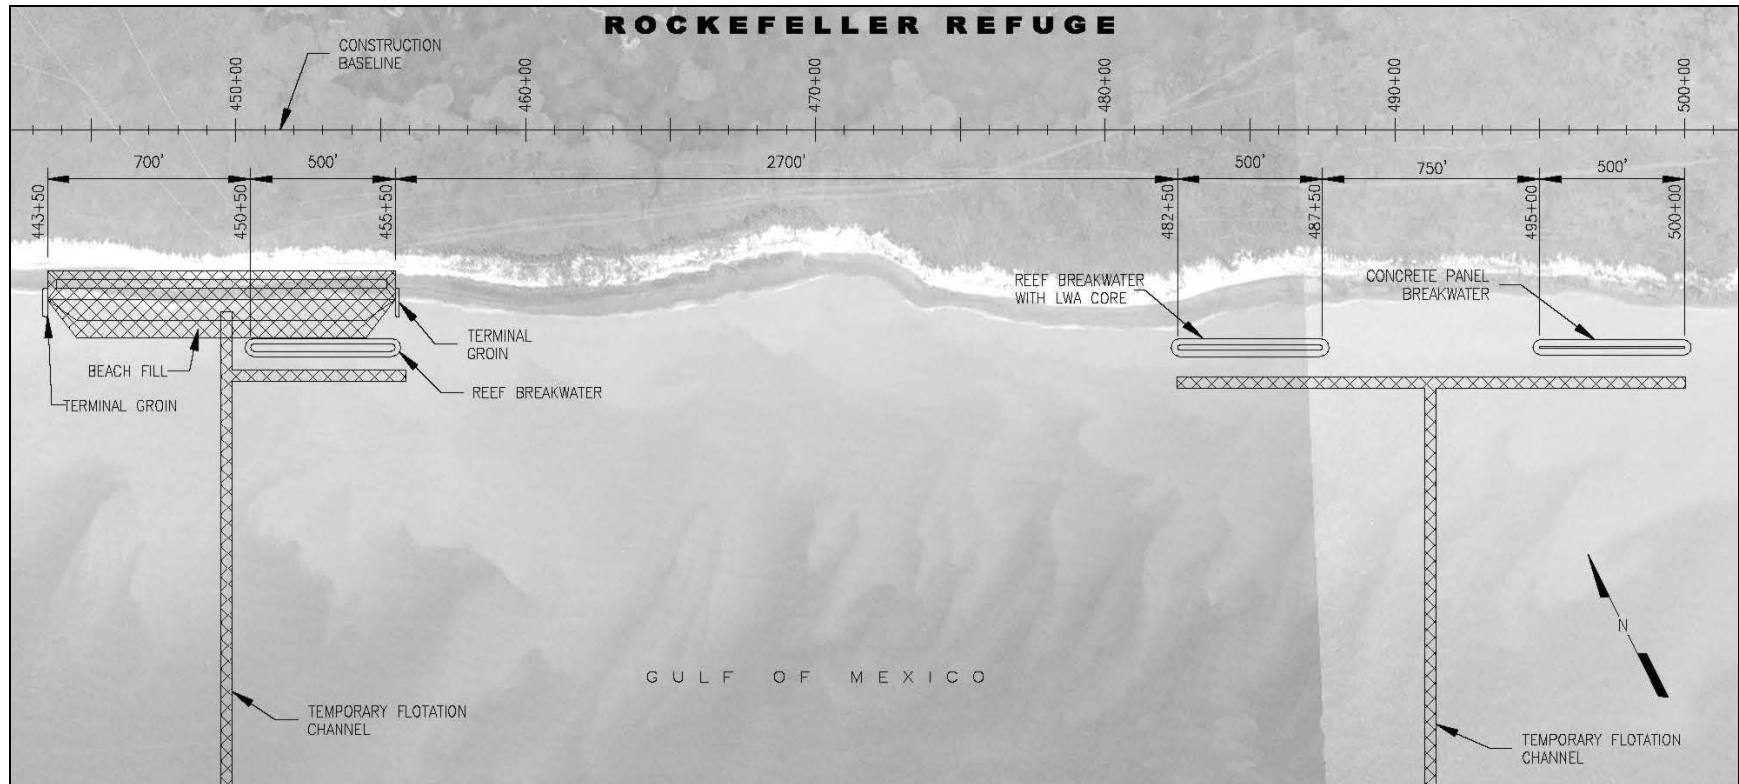 ROCKEFELLER REFUGE
CONSTRUCTION
BASELINE
450+00
460+00
470+00
480+00
490+00
500+00
700'
500'
2700'
500'
750'
500'
443+50
450+50
455+50
482+50
487+50
495+00
500+00
REEF BREAKWATER
WITH LWA CORE
CONCRETE PANEL
BREAKWATER
TERMINAL
GROIN
BEACH FILL
REEF BREAKWATER
TERMINAL GROIN
N
GULF OF MEXICO
TEMPORARY FLOTATION
CHANNEL
TEMPORARY FLOTATION
CHANNEL